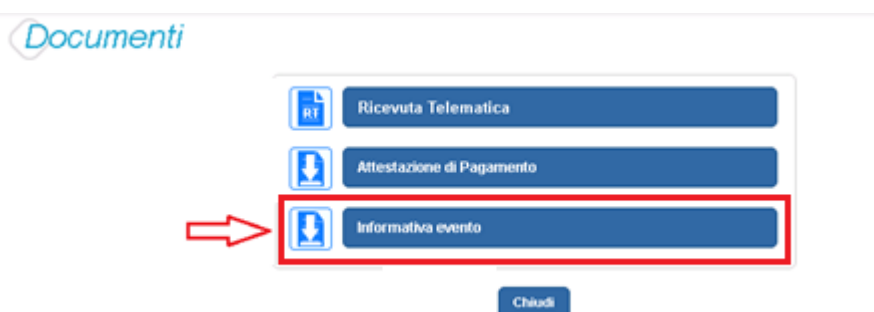 Documenti
RT
Ricevuta Telematica
Attestazione di Pagamento
Informativa evento
Chiudi